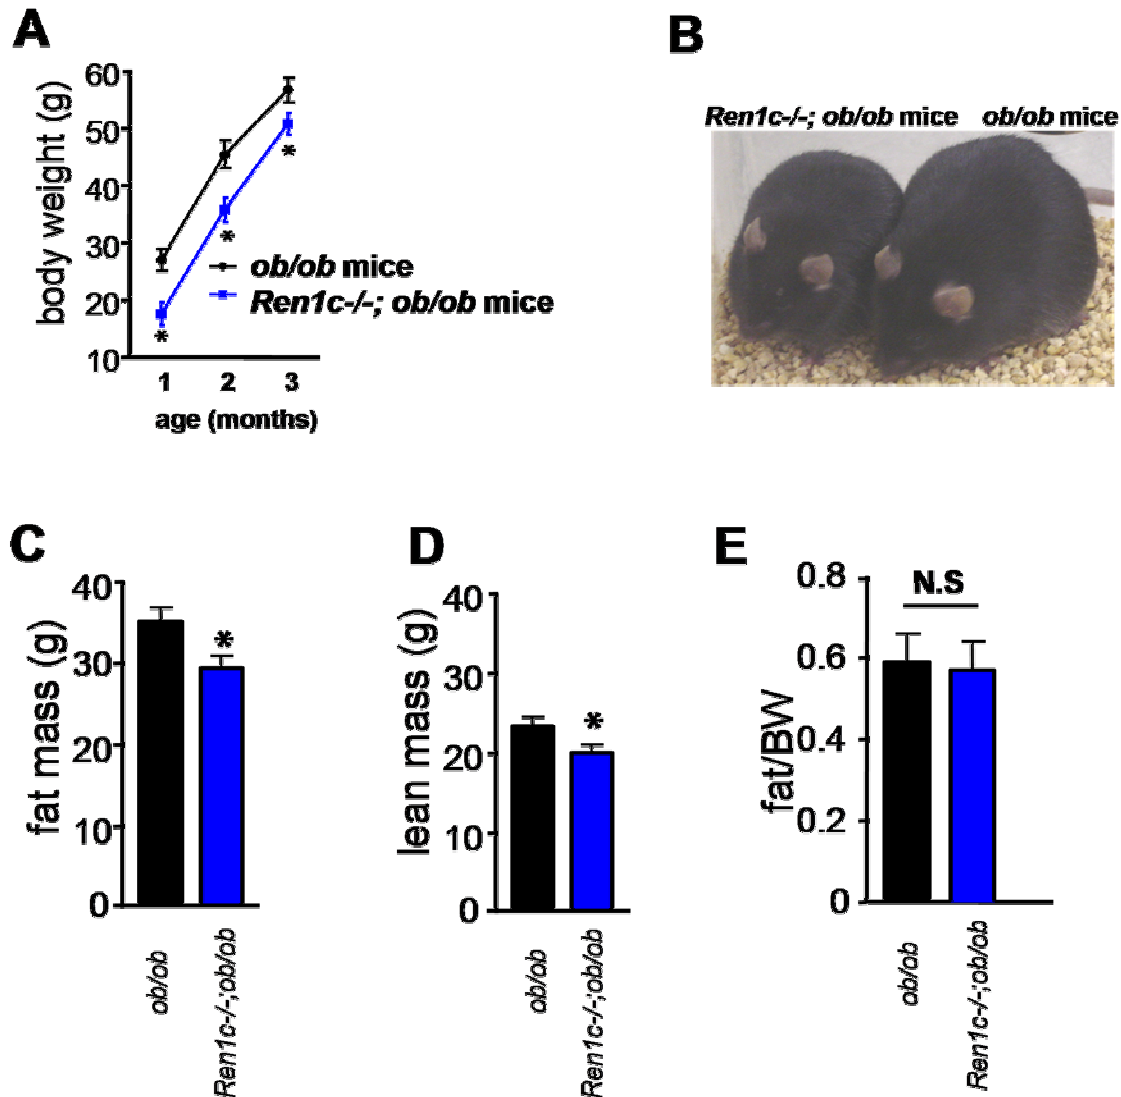 A
body weight (g)
60
50
40
30
20
10
*
*
*
ob/ob mice
Ren1c-/-; ob/ob mice
1 2 3
age (months)
B
Ren1c-/-; ob/ob mice ob/ob mice
C
fat mass (g)
40
30
20
10
0
*
ob/ob
Ren1c-/-;ob/ob
D
lean mass (g)
40
30
20
10
0
*
ob/ob
Ren1c-/-;ob/ob
E
fat/BW
0.8
0.6
0.4
0.2
0
N.S
ob/ob
Ren1c-/-;ob/ob